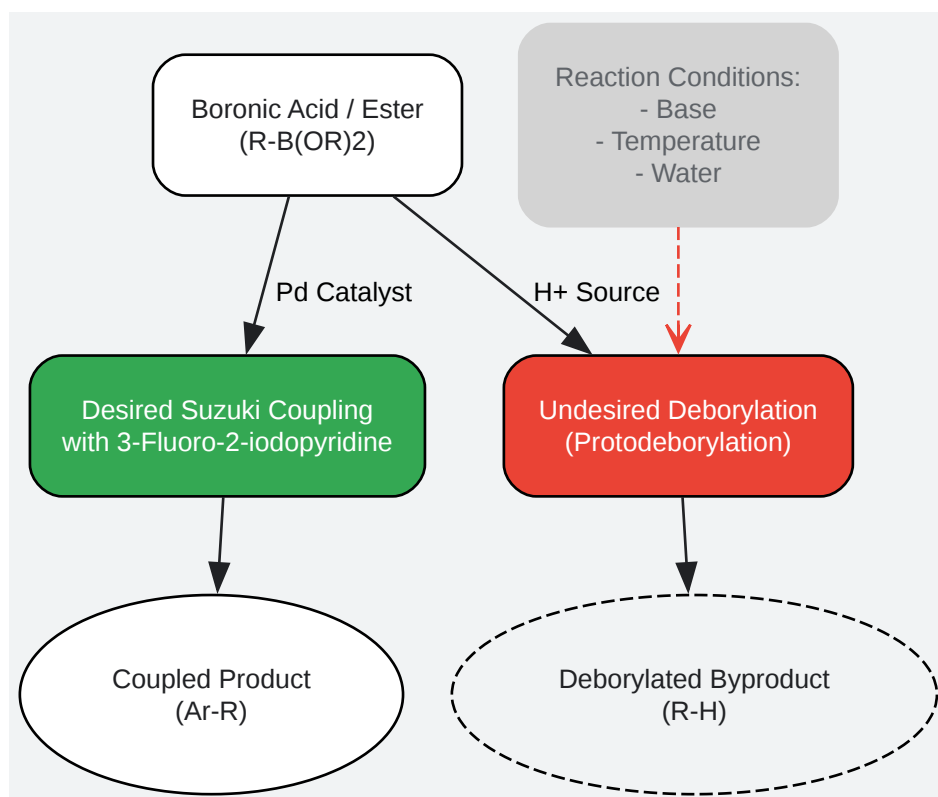 Boronic Acid / Ester
(R-B(OR)2)
Reaction Conditions:
- Base
- Temperature
- Water
Pd Catalyst
H+ Source
Desired Suzuki Coupling
with 3-Fluoro-2-iodopyridine
Undesired Deborylation
(Protodeborylation)
Coupled Product
(Ar-R)
Deborylated Byproduct
(R-H)